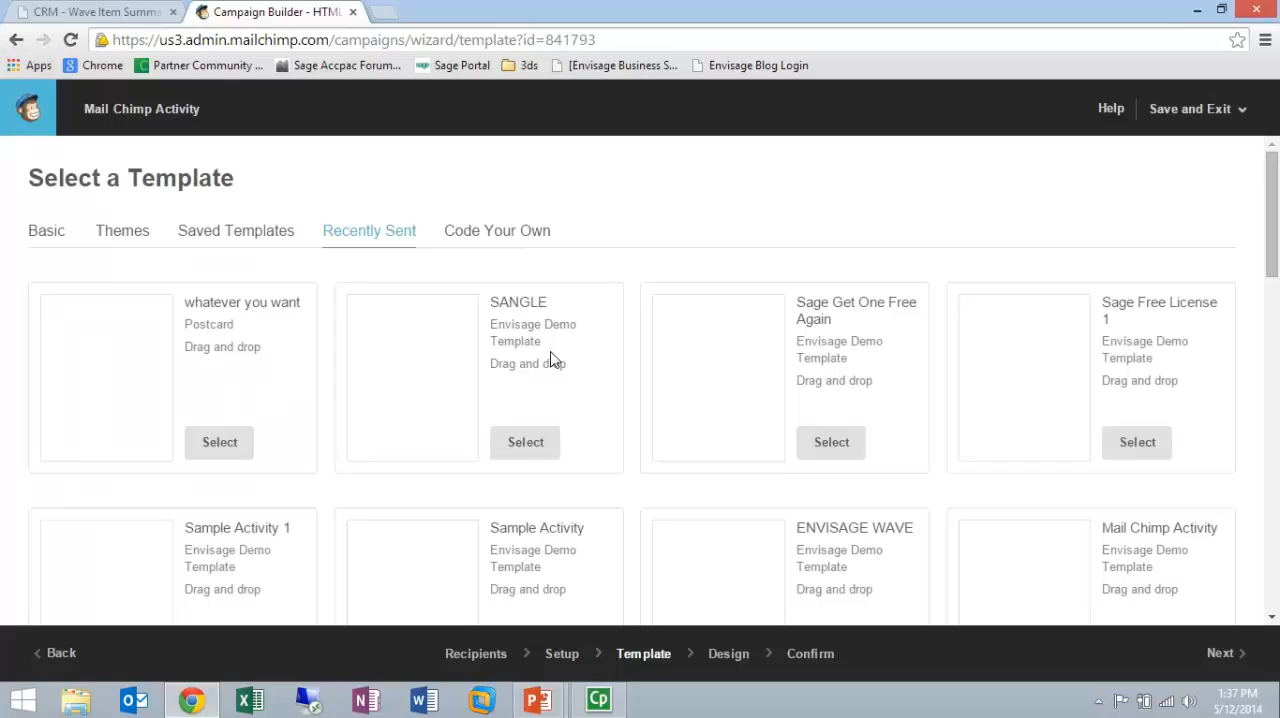 CRM - Wave Item Summa
Campaign Builder - HTML
https://us3.admin.mailchimp.com/campaigns/wizard/template?id=841793
Apps
Chrome
Partner Community ...
Sage Accpac Forum...
Sage Portal
3ds
[Envisage Business S...
Envisage Blog Login
Mail Chimp Activity
Help
Save and Exit
Select a Template
Basic
Themes
Saved Templates
Recently Sent
Code Your Own
whatever you want
Postcard
Drag and drop
Select
SANGLE
Envisage Demo
Template
Drag and drop
Select
Sage Get One Free
Again
Envisage Demo
Template
Drag and drop
Select
Sage Free License
1
Envisage Demo
Template
Drag and drop
Select
Sample Activity 1
Envisage Demo
Template
Drag and drop
Sample Activity
Envisage Demo
Template
Drag and drop
ENVISAGE WAVE
Envisage Demo
Template
Drag and drop
Mail Chimp Activity
Envisage Demo
Template
Drag and drop
< Back
Recipients > Setup > Template > Design > Confirm
Next >
1:37 PM
5/12/2014